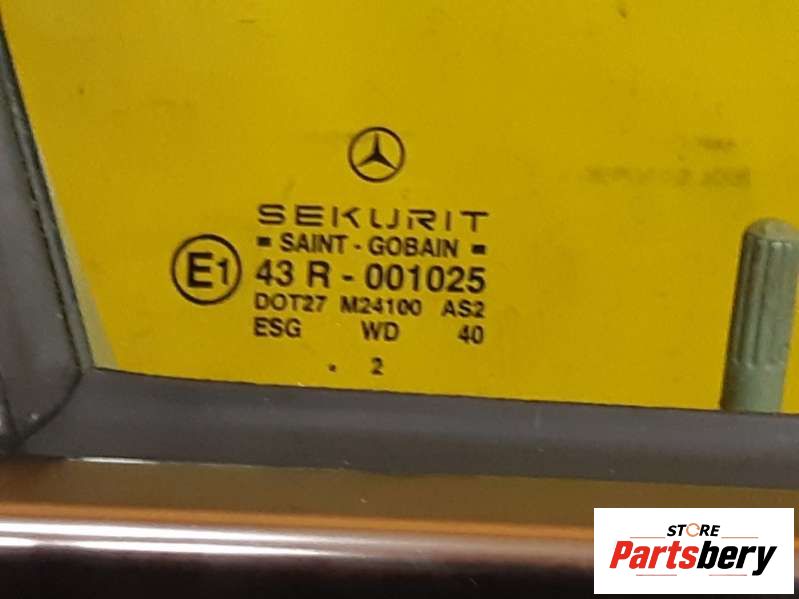 SEKURIT
SAINT - GOBAIN
E1
43 R - 001025
DOT27 M24100 AS2
ESG WD 40
. 2
STORE
Partsbery